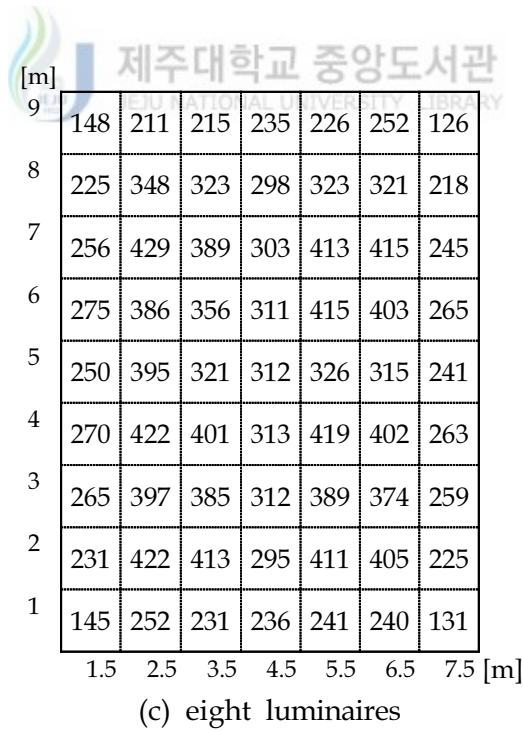 제주대학교 중앙도서관
JEJU NATIONAL UNIVERSITY LIBRARY
[m]
9 148 211 215 235 226 252 126
8 225 348 323 298 323 321 218
7 256 429 389 303 413 415 245
6 275 386 356 311 415 403 265
5 250 395 321 312 326 315 241
4 270 422 401 313 419 402 263
3 265 397 385 312 389 374 259
2 231 422 413 295 411 405 225
1 145 252 231 236 241 240 131
1.5 2.5 3.5 4.5 5.5 6.5 7.5 [m]
(c) eight luminaires